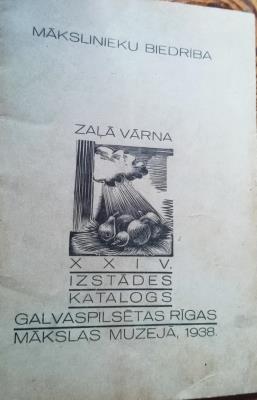 MĀKSLINIEKU BIEDRĪBA
ZAĻĀ VĀRNA
XXIV.
IZSTĀDES
KATALOGS
GALVASPILSĒTAS RĪGAS
MĀKSLAS MUZEJĀ, 1938.